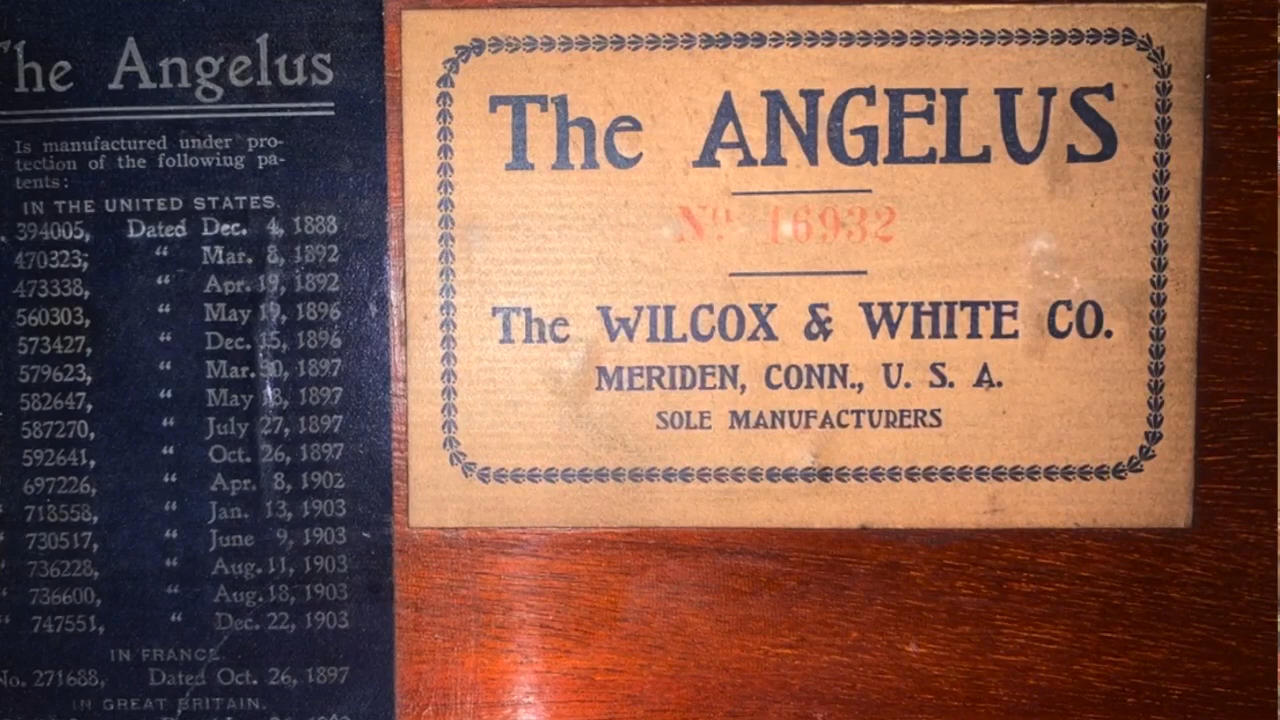 The Angelus
Is manufactured under pro-
tection of the following pa-
tents:
IN THE UNITED STATES.
394005, Dated Dec. 4, 1888
470323; “ Mar. 8, 1892
473338, “ Apr. 19, 1892
560303, “ May 19, 1896
573427, “ Dec. 15, 1896
579623, “ Mar. 30, 1897
582647, “ May 18, 1897
587270, “ July 27, 1897
592641, “ Oct. 26, 1897
697226, “ Apr. 8, 1902
718558, “ Jan. 13, 1903
730517, “ June 9, 1903
736228, “ Aug. 11, 1903
736600, “ Aug. 18, 1903
“ 747551, “ Dec. 22, 1903
IN FRANCE.
No. 271688, Dated Oct. 26, 1897
IN GREAT BRITAIN.
The ANGELUS
No. 16932
The WILCOX & WHITE CO.
MERIDEN, CONN., U. S. A.
SOLE MANUFACTURERS